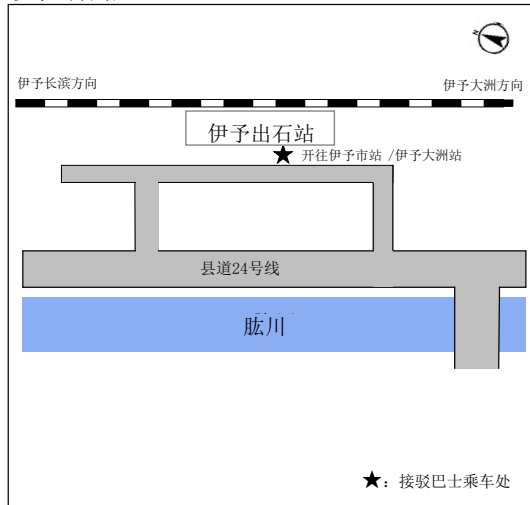 N
伊予长滨方向
伊予大洲方向
伊予出石站
★ 开往伊予市站 /伊予大洲站
县道24号线
肱川
★：接驳巴士乘车处